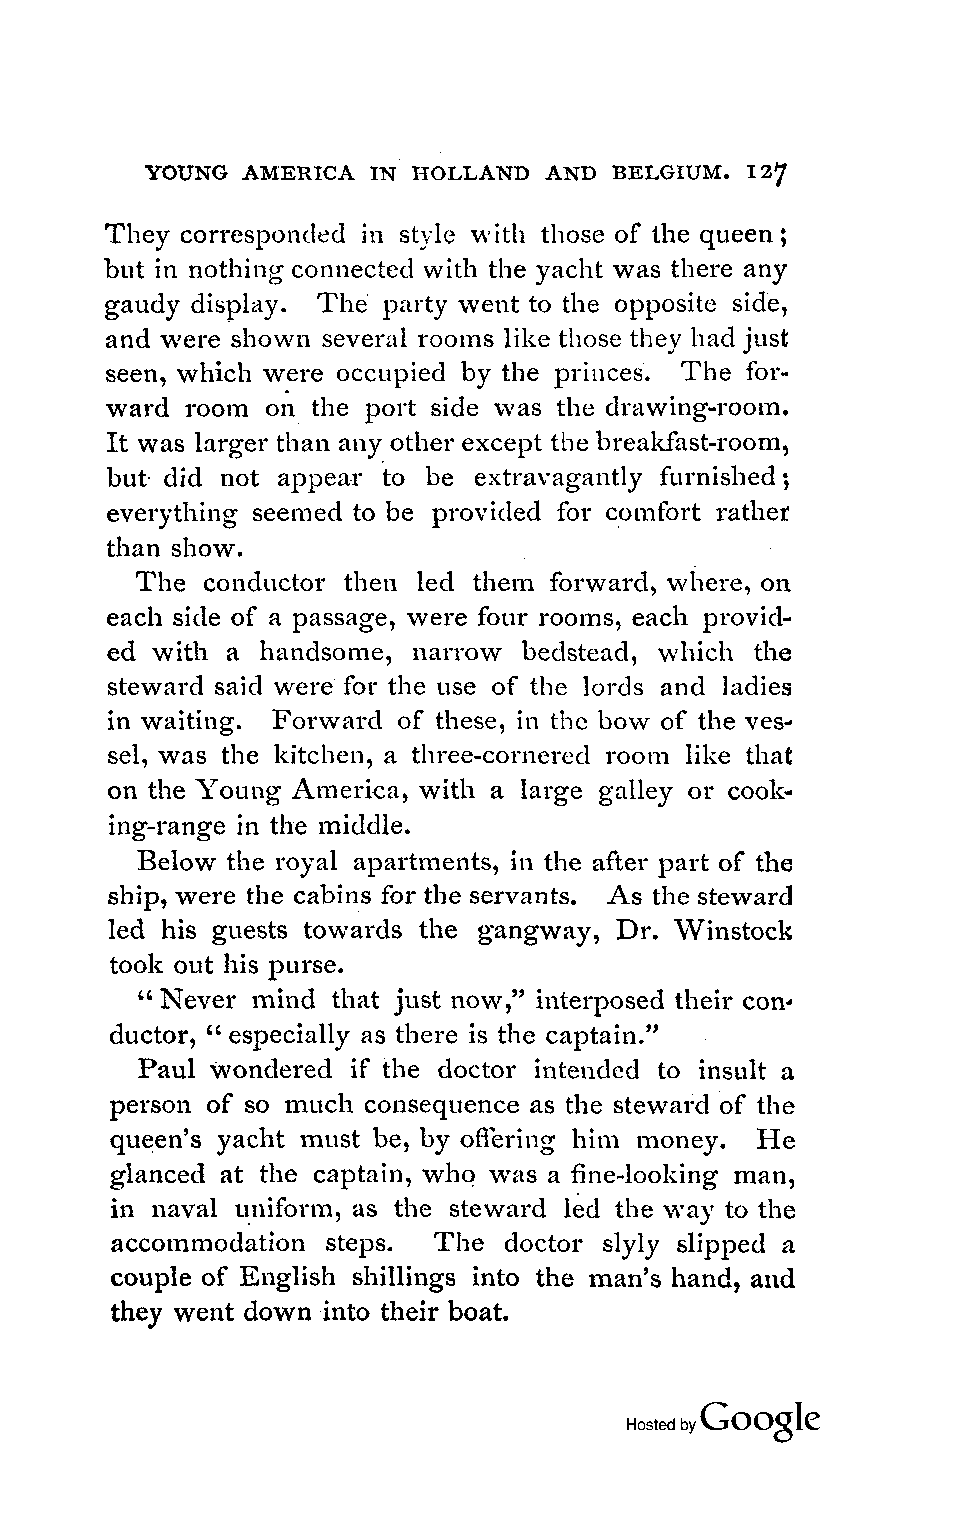 YOUNG AMERICA IN HOLLAND AND BELGIUM. 127
They corresponded in style with those of the queen;
but in nothing connected with the yacht was there any
gaudy display. The party went to the opposite side,
and were shown several rooms like those they had just
seen, which were occupied by the princes. The for-
ward room on the port side was the drawing-room.
It was larger than any other except the breakfast-room,
but did not appear to be extravagantly furnished;
everything seemed to be provided for comfort rather
than show.
The conductor then led them forward, where, on
each side of a passage, were four rooms, each provid-
ed with a handsome, narrow bedstead, which the
steward said were for the use of the lords and ladies
in waiting. Forward of these, in the bow of the ves-
sel, was the kitchen, a three-cornered room like that
on the Young America, with a large galley or cook-
ing-range in the middle.
Below the royal apartments, in the after part of the
ship, were the cabins for the servants. As the steward
led his guests towards the gangway, Dr. Winstock
took out his purse.
“Never mind that just now,” interposed their con-
ductor, “especially as there is the captain.”
Paul wondered if the doctor intended to insult a
person of so much consequence as the steward of the
queen’s yacht must be, by offering him money. He
glanced at the captain, who was a fine-looking man,
in naval uniform, as the steward led the way to the
accommodation steps. The doctor slyly slipped a
couple of English shillings into the man’s hand, and
they went down into their boat.
Hosted by Google